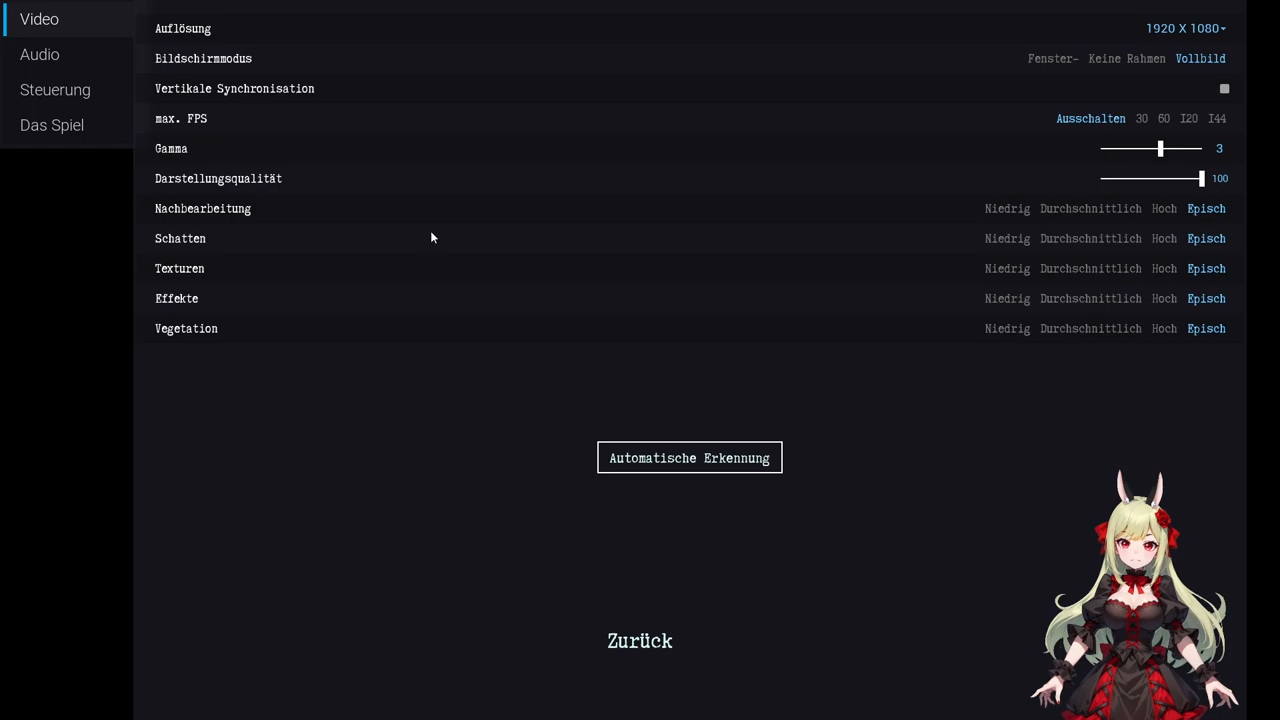 Video
Audio
Steuerung
Das Spiel
Auflösung 1920 X 1080
Bildschirmmodus Fenster- Keine Rahmen Vollbild
Vertikale Synchronisation
max. FPS Ausschalten 30 60 120 144
Gamma 3
Darstellungsqualität 100
Nachbearbeitung Niedrig Durchschnittlich Hoch Episch
Schatten Niedrig Durchschnittlich Hoch Episch
Texturen Niedrig Durchschnittlich Hoch Episch
Effekte Niedrig Durchschnittlich Hoch Episch
Vegetation Niedrig Durchschnittlich Hoch Episch
Automatische Erkennung
Zurück